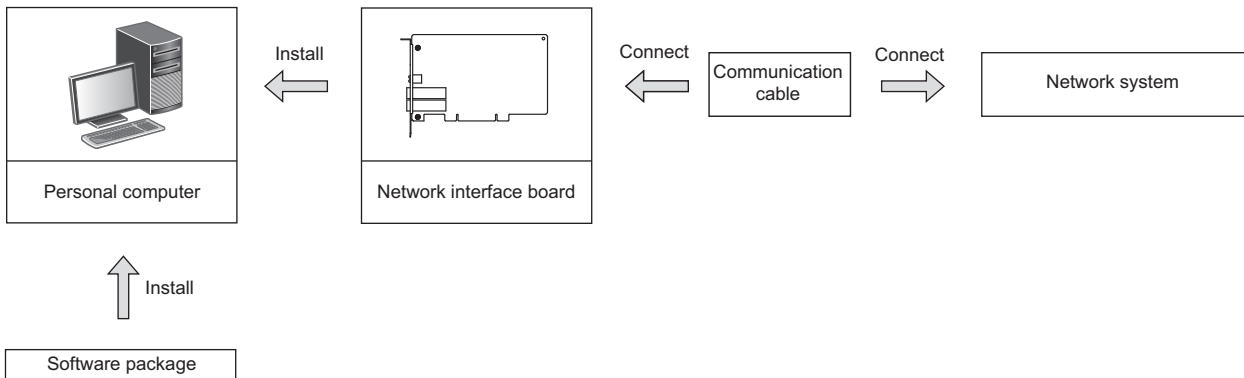 Install
Connect
Connect
Communication
cable
Network system
Personal computer
Network interface board
Install
Software package